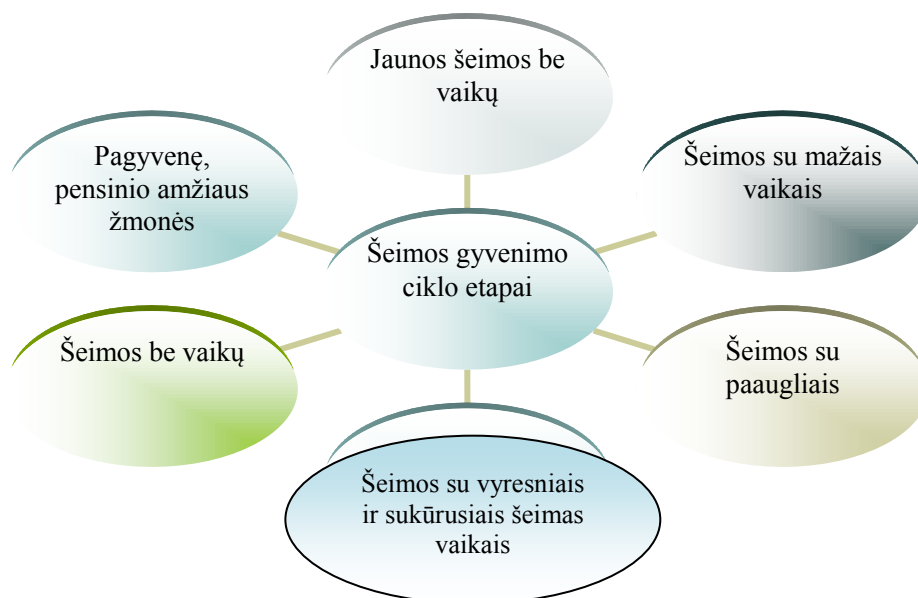 Jaunos šeimos be
vaikų
Pagyvenę,
pensinio amžiaus
žmonės
Šeimos su mažais
vaikais
Šeimos gyvenimo
ciklo etapai
Šeimos be vaikų
Šeimos su
paaugliais
Šeimos su vyresniais
ir sukūrusiais šeimas
vaikais